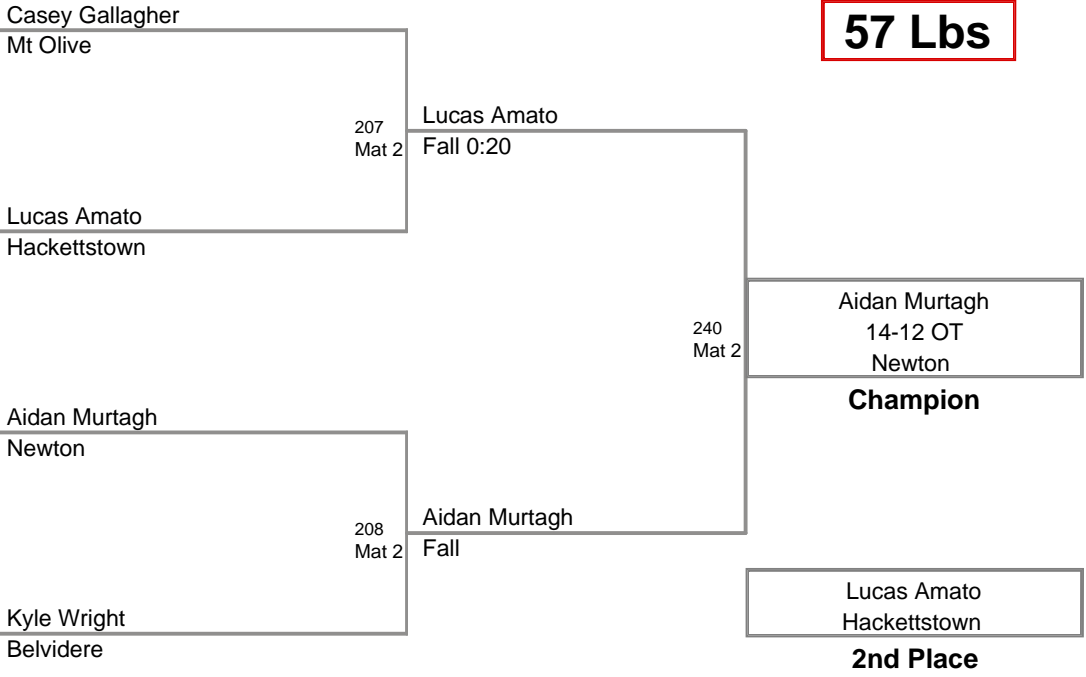 Casey Gallagher
57 Lbs
Mt Olive
Lucas Amato
207
Mat 2
Fall 0:20
Lucas Amato
Hackettstown
Aidan Murtagh
14-12 OT
Newton
240
Mat 2
Champion
Aidan Murtagh
Newton
Aidan Murtagh
208
Mat 2
Fall
Lucas Amato
Hackettstown
2nd Place
Kyle Wright
Belvidere